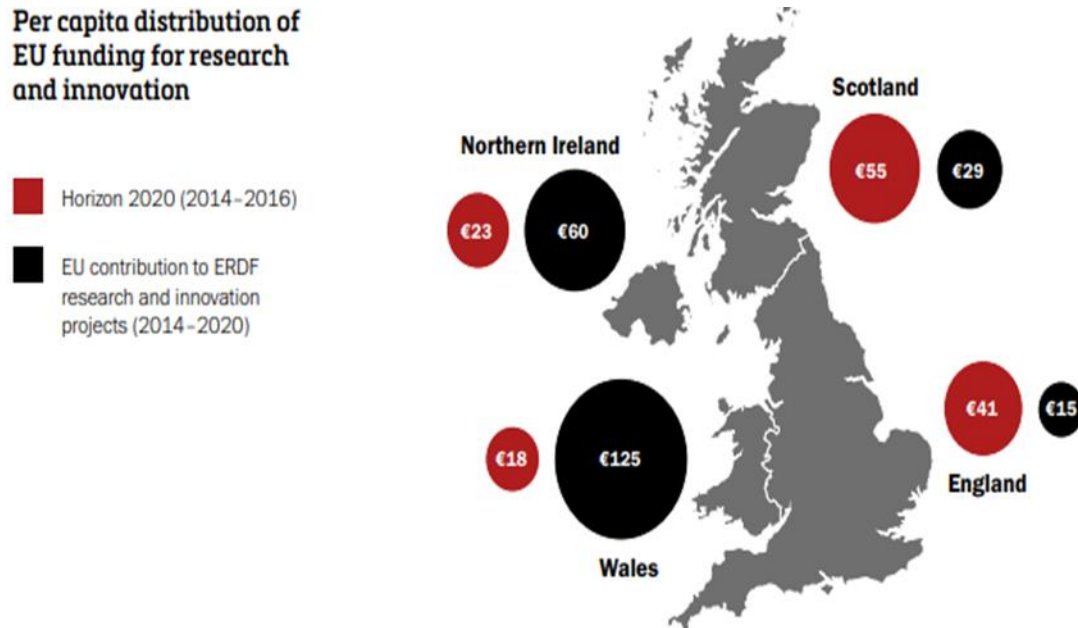 Per capita distribution of
EU funding for research
and innovation
Horizon 2020 (2014–2016)
EU contribution to ERDF
research and innovation
projects (2014–2020)
Scotland
€55
€29
Northern Ireland
€23
€60
€41
€15
England
€18
€125
Wales